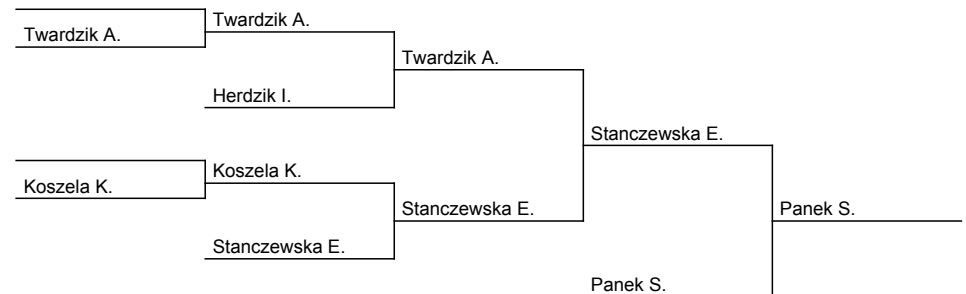 Twardzik A.
Twardzik A.
Twardzik A.
Herdzik I.
Stanczewska E.
Koszela K.
Koszela K.
Stanczewska E.
Panek S.
Stanczewska E.
Panek S.